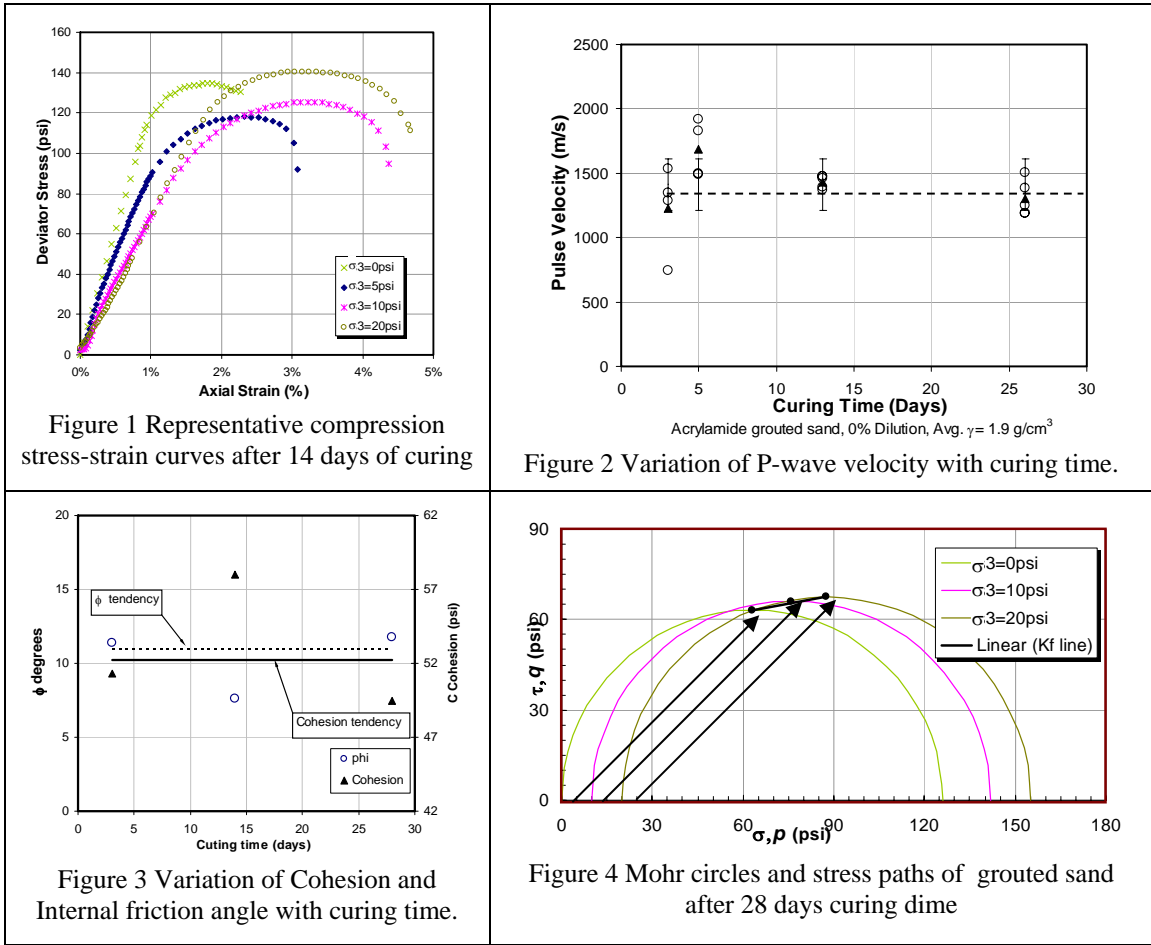 160
140
120
100
80
60
40
20
0
Deviator Stress (psi)
0% 1% 2% 3% 4% 5%
Axial Strain (%)
σ3=0psi
σ3=5psi
σ3=10psi
σ3=20psi
Figure 1 Representative compression
stress-strain curves after 14 days of curing
2500
2000
1500
1000
500
0
Pulse Velocity (m/s)
0 5 10 15 20 25 30
Curing Time (Days)
Acrylamide grouted sand, 0% Dilution, Avg. γ= 1.9 g/cm³
Figure 2 Variation of P-wave velocity with curing time.
20
15
10
5
0
ϕ degrees
62
57
52
47
42
C Cohesion (psi)
ϕ tendency
Cohesion tendency
phi
Cohesion
0 5 10 15 20 25 30
Cuting time (days)
Figure 3 Variation of Cohesion and
Internal friction angle with curing time.
90
60
30
0
τ, q (psi)
σ3=0psi
σ3=10psi
σ3=20psi
Linear (Kf line)
0 30 60 90 120 150 180
σ, p (psi)
Figure 4 Mohr circles and stress paths of grouted sand
after 28 days curing dime